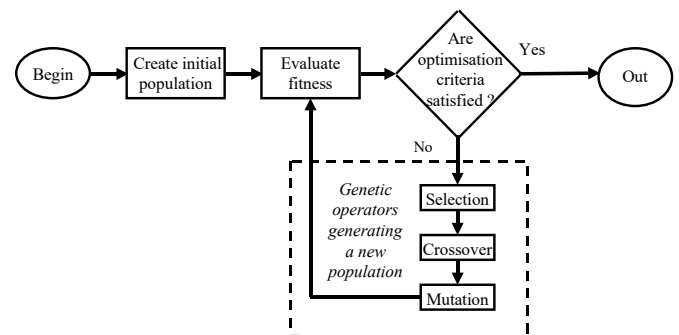 Begin
Create initial
population
Evaluate
fitness
Are
optimisation
criteria
satisfied ?
Yes
Out
No
Genetic
operators
generating
a new
population
Selection
Crossover
Mutation